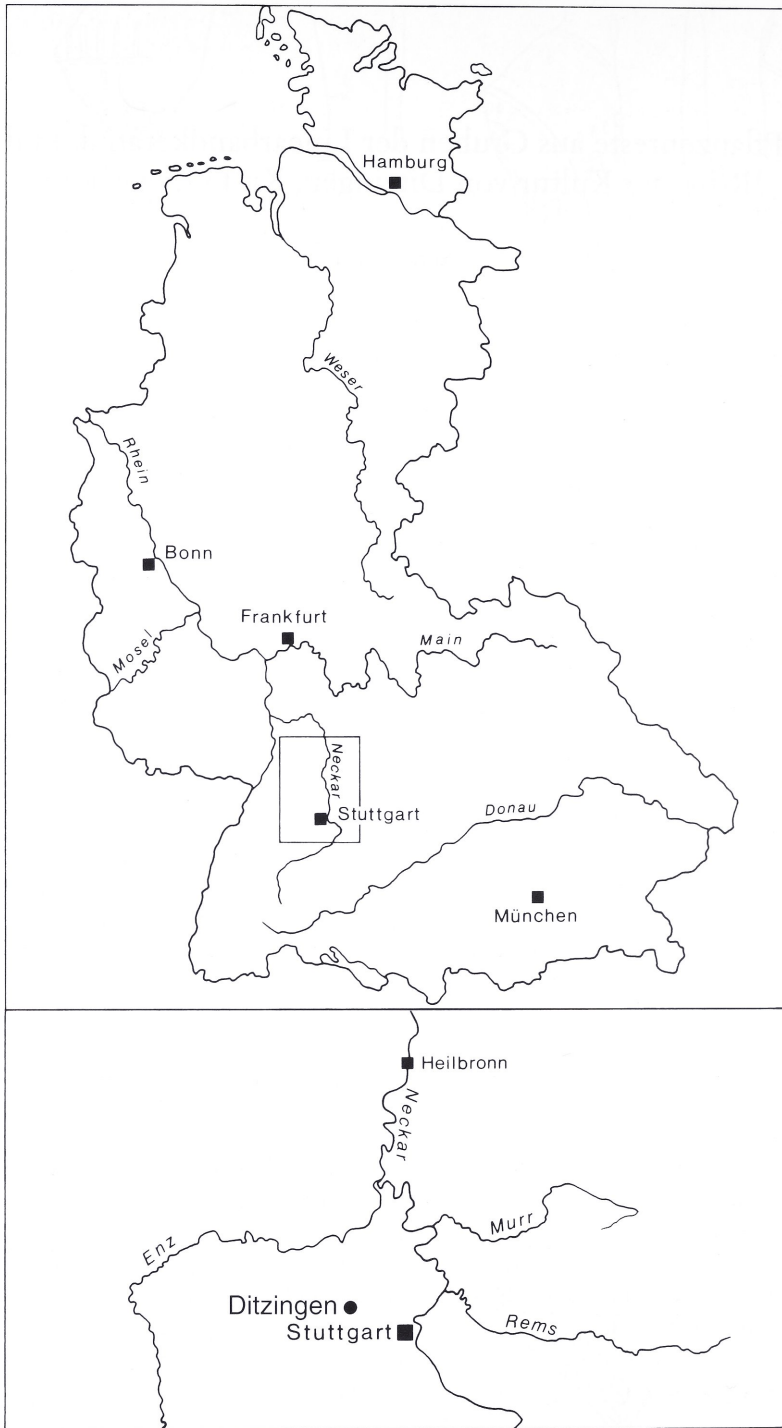 Hamburg
Weser
Rhein
Bonn
Frankfurt
Main
Mosel
Neckar
Stuttgart
Donau
München
Heilbronn
Neckar
Murr
Enz
Ditzingen
Stuttgart
Rems